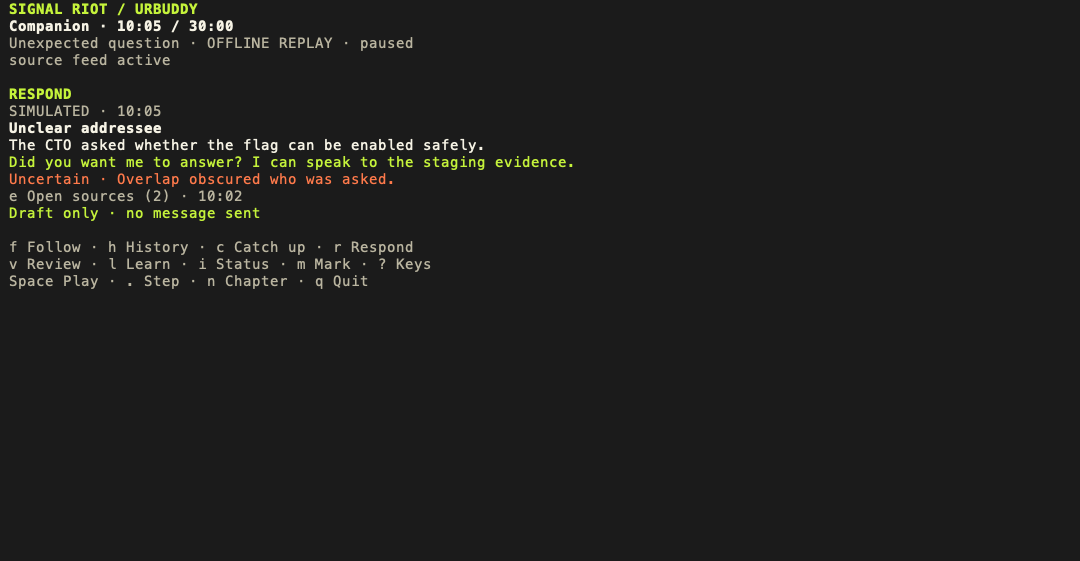 SIGNAL RIOT / URBUDDY
Companion · 10:05 / 30:00
Unexpected question · OFFLINE REPLAY · paused
source feed active
RESPOND
SIMULATED · 10:05
Unclear addressee
The CTO asked whether the flag can be enabled safely.
Did you want me to answer? I can speak to the staging evidence.
Uncertain · Overlap obscured who was asked.
e Open sources (2) · 10:02
Draft only · no message sent
f Follow · h History · c Catch up · r Respond
v Review · l Learn · i Status · m Mark · ? Keys
Space Play · . Step · n Chapter · q Quit